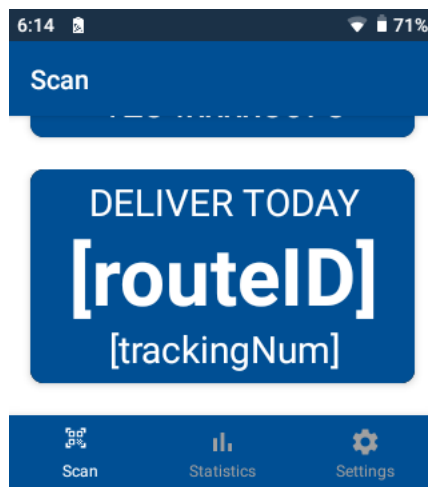 6:14
71%
Scan
DELIVER TODAY
[routeID]
[trackingNum]
Scan
Statistics
Settings